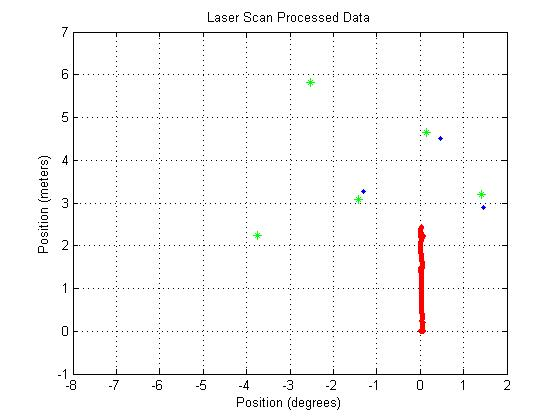 Laser Scan Processed Data
7
6
5
4
3
2
1
0
-1
Position (meters)
-8 -7 -6 -5 -4 -3 -2 -1 0 1 2
Position (degrees)